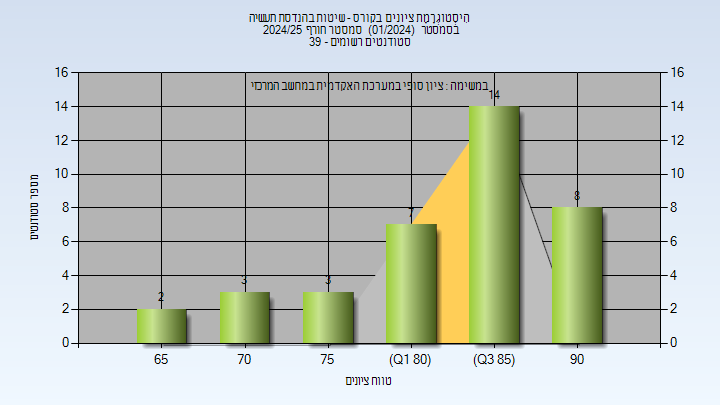 היסטוגרמת ציונים בקורס - שיטות בהנדסת תעשיה
בסמסטר (01/2024) סמסטר חורף 2024/25
סטודנטים רשומים - 39
במשימה : ציון סופי במערכת האקדמית במחשב המרכזי
16 16
14 14
12 12
10 10
8 8
6 6
4 4
2 2
0 0
מספר סטודנטים
2 3 3 7 14 8
65 70 75 (Q1 80) (Q3 85) 90
טווח ציונים